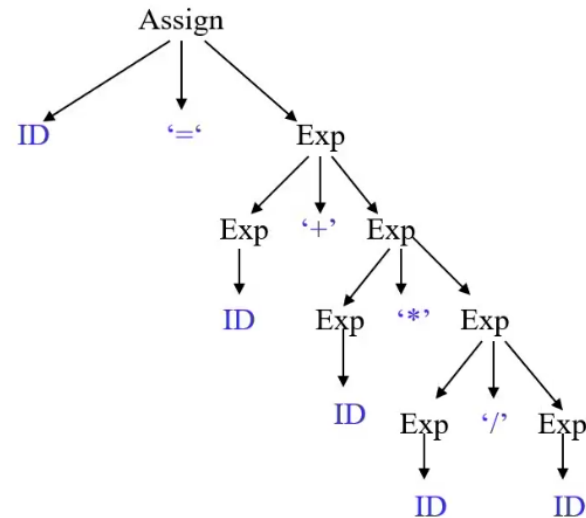 Assign
ID ‘=‘ Exp
Exp ‘+’ Exp
ID Exp ‘*’ Exp
ID Exp ‘/’ Exp
ID ID